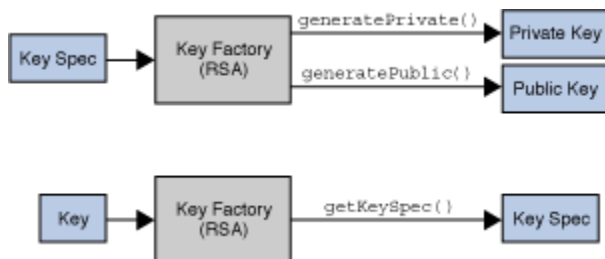 Key Spec
Key Factory
(RSA)
generatePrivate()
Private Key
generatePublic()
Public Key
Key
Key Factory
(RSA)
getKeySpec()
Key Spec